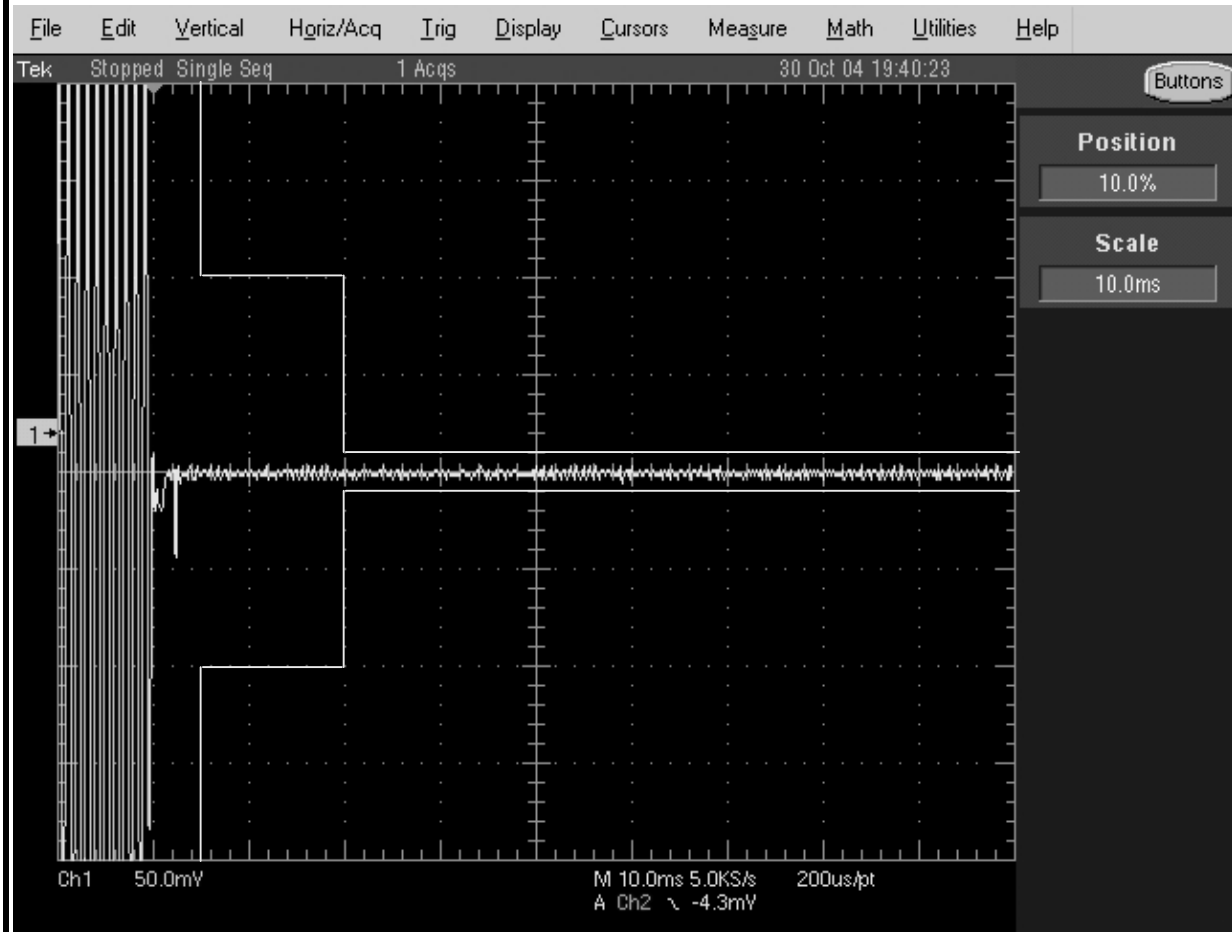 File Edit Vertical Horiz/Acq Trig Display Cursors Measure Math Utilities Help
Tek Stopped Single Seq 1 Acqs 30 Oct 04 19:40:23
Buttons
Position
10.0%
Scale
10.0ms
1
Ch1 50.0mV M 10.0ms 5.0KS/s 200us/pt
A Ch2 -4.3mV